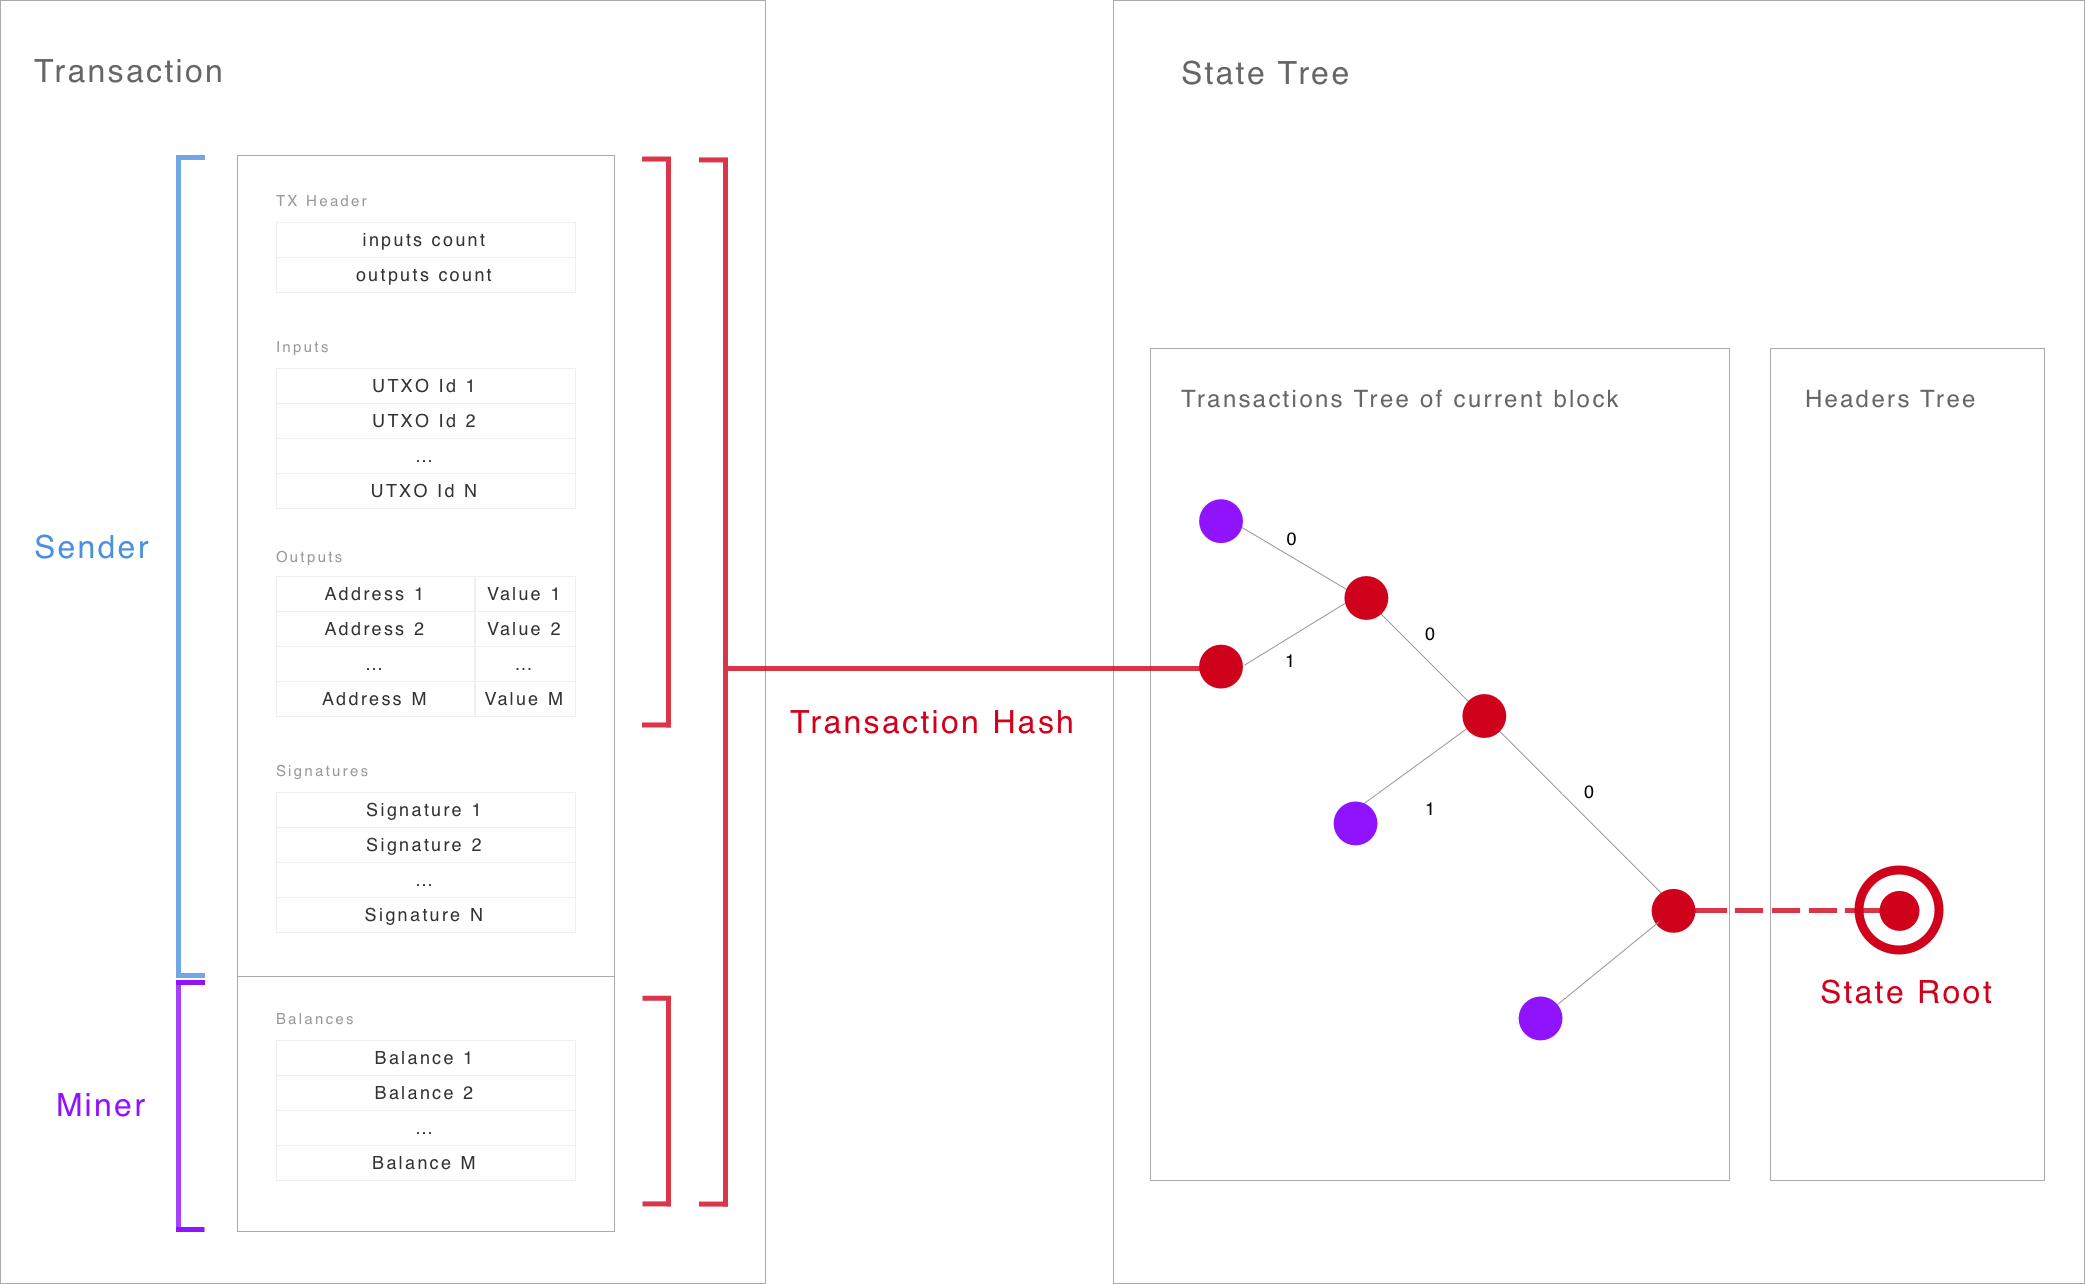 Transaction
Sender
TX Header
inputs count
outputs count
Inputs
UTXO Id 1
UTXO Id 2
...
UTXO Id N
Outputs
Address 1 Value 1
Address 2 Value 2
... ...
Address M Value M
Signatures
Signature 1
Signature 2
...
Signature N
Miner
Balances
Balance 1
Balance 2
...
Balance M
Transaction Hash
State Tree
Transactions Tree of current block
0
1
0
1
0
Headers Tree
State Root